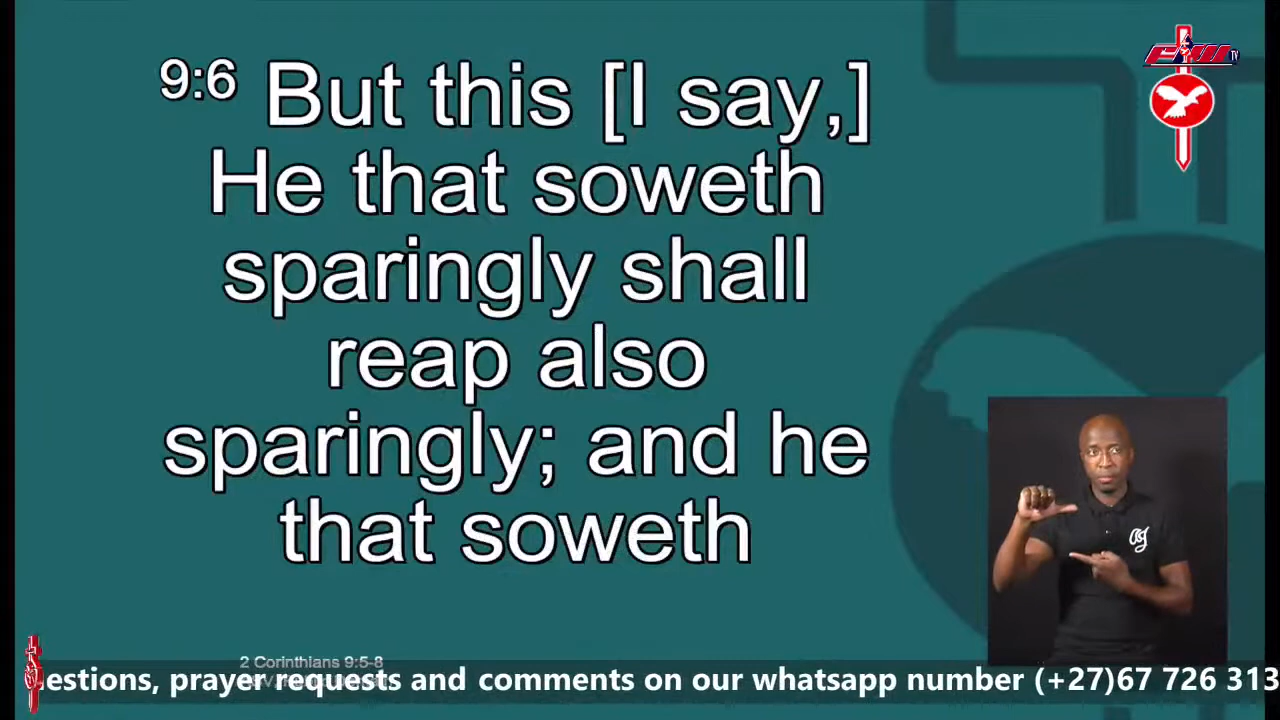 9:6 But this [I say,]
He that soweth
sparingly shall
reap also
sparingly; and he
that soweth
2 Corinthians 9:5-8
estions, prayer requests and comments on our whatsapp number (+27)67 726 313
TV